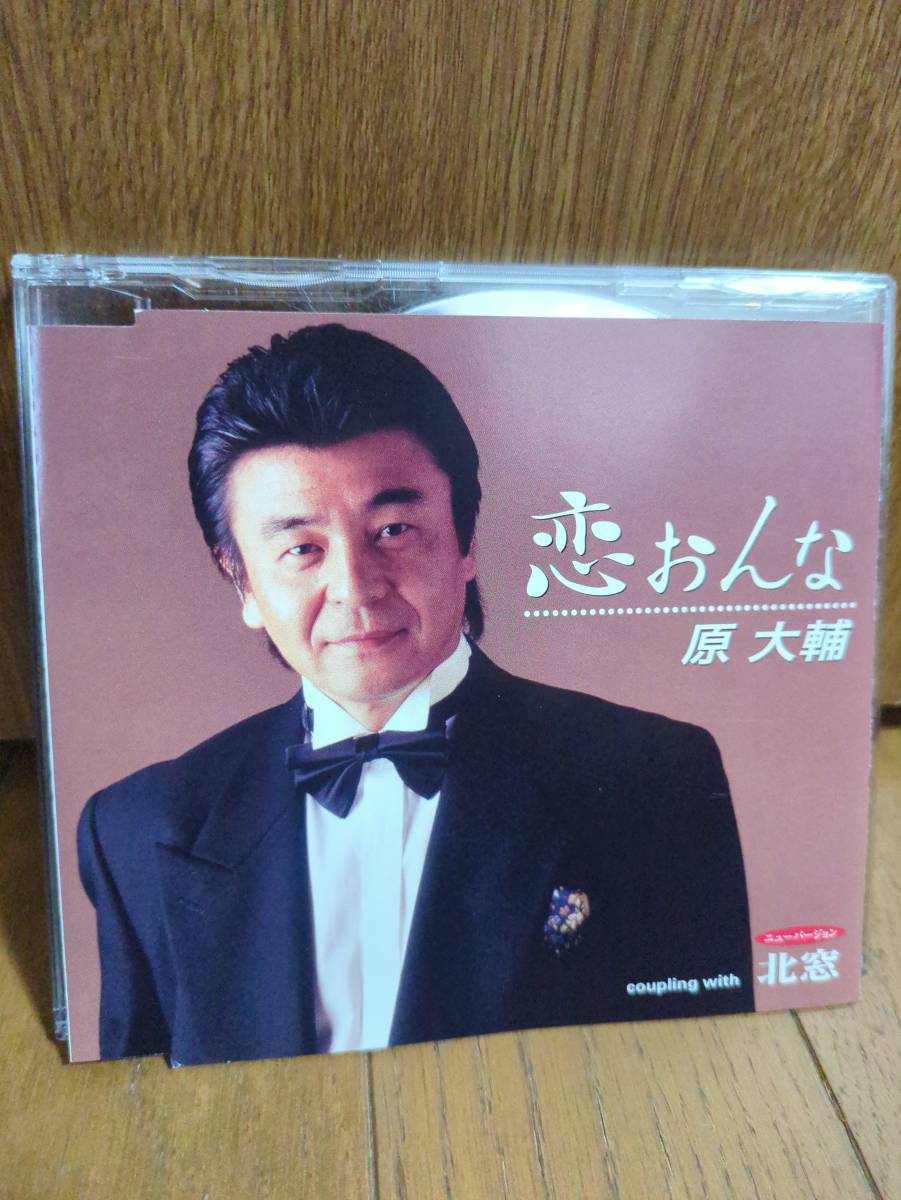 恋おんな
原 大輔
ニューバージョン
coupling with 北窓